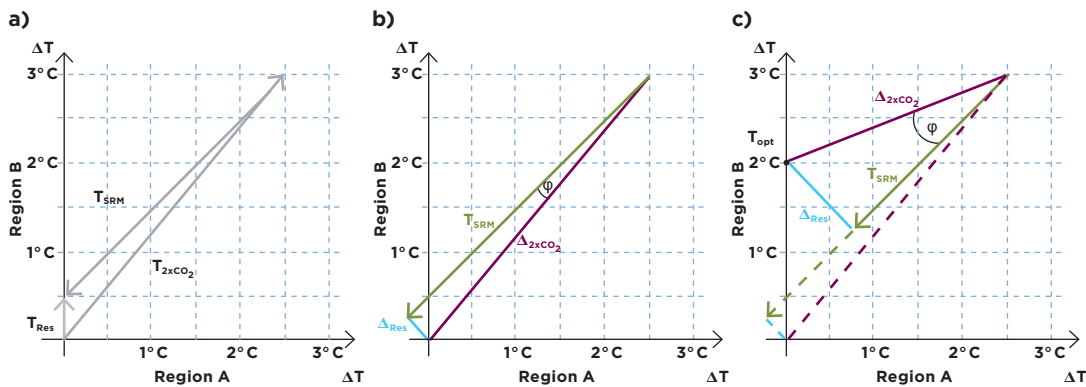 a)
ΔT
3°C
2°C
1°C
Region B
T_SRM
T_2xCO₂
T_Res
1°C 2°C 3°C
Region A ΔT
b)
ΔT
3°C
2°C
1°C
Region B
φ
T_SRM
Δ_2xCO₂
Δ_Res
1°C 2°C 3°C
Region A ΔT
c)
ΔT
3°C
Δ_2xCO₂
φ
T_opt
2°C
T_SRM
Δ_Res
1°C
Region B
1°C 2°C 3°C
Region A ΔT